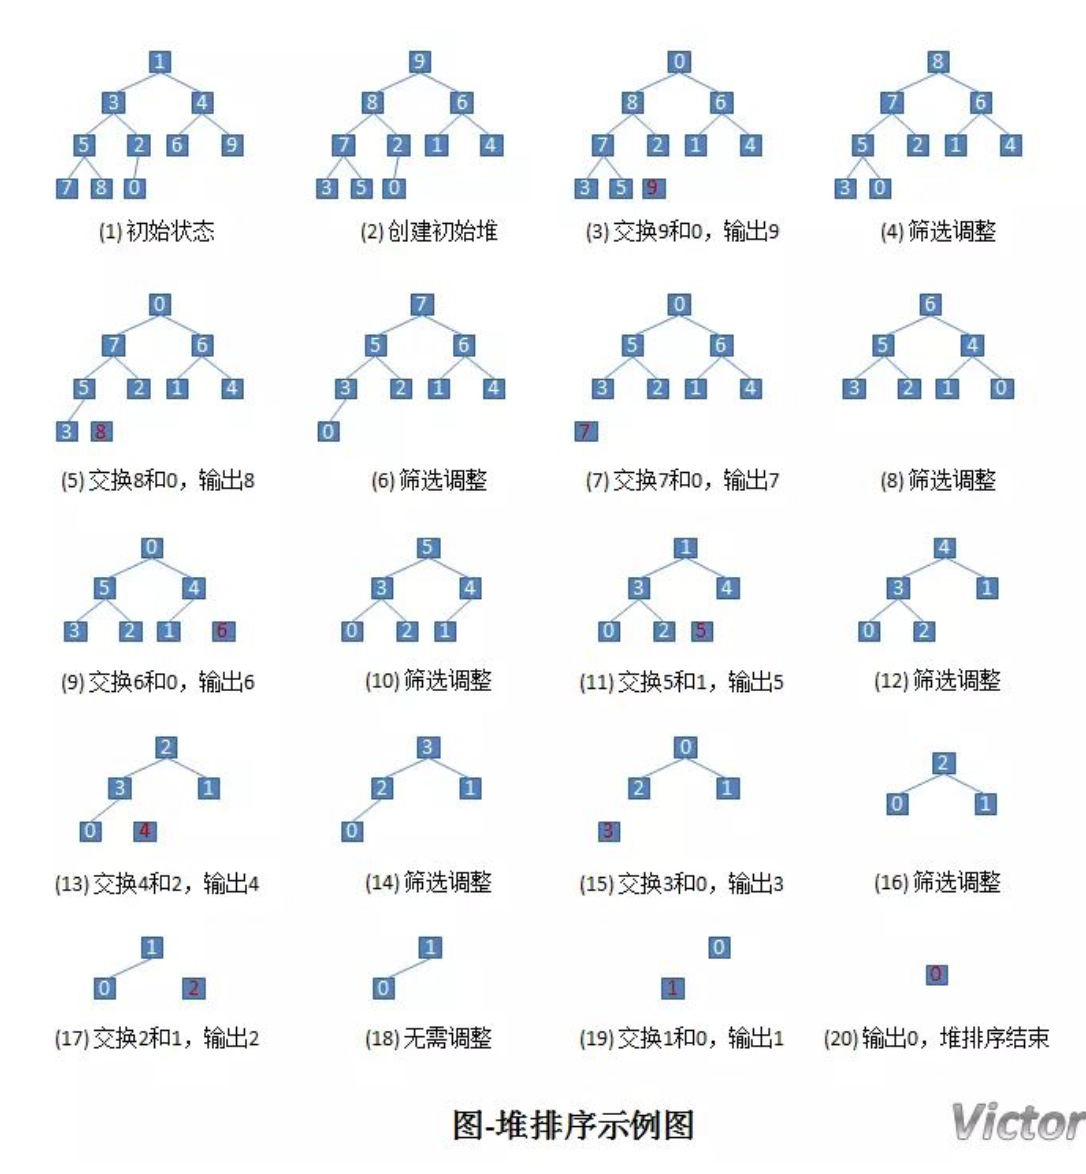 1
3 4
5 2 6 9
7 8 0
(1) 初始状态
9
8 6
7 2 1 4
3 5 0
(2) 创建初始堆
0
8 6
7 2 1 4
3 5 9
(3) 交换9和0，输出9
8
7 6
5 2 1 4
3 0
(4) 筛选调整
0
7 6
5 2 1 4
3 8
(5) 交换8和0，输出8
7
5 6
3 2 1 4
0
(6) 筛选调整
0
5 6
3 2 1 4
7
(7) 交换7和0，输出7
6
5 4
3 2 1 0
(8) 筛选调整
0
5 4
3 2 1 6
(9) 交换6和0，输出6
5
3 4
0 2 1
(10) 筛选调整
1
3 4
0 2 5
(11) 交换5和1，输出5
4
3 1
0 2
(12) 筛选调整
2
3 1
0 4
(13) 交换4和2，输出4
3
2 1
0
(14) 筛选调整
0
2 1
3
(15) 交换3和0，输出3
2
0 1
(16) 筛选调整
1
0 2
(17) 交换2和1，输出2
1
0
(18) 无需调整
0
1
(19) 交换1和0，输出1
0
(20) 输出0，堆排序结束
图-堆排序示例图
Victor